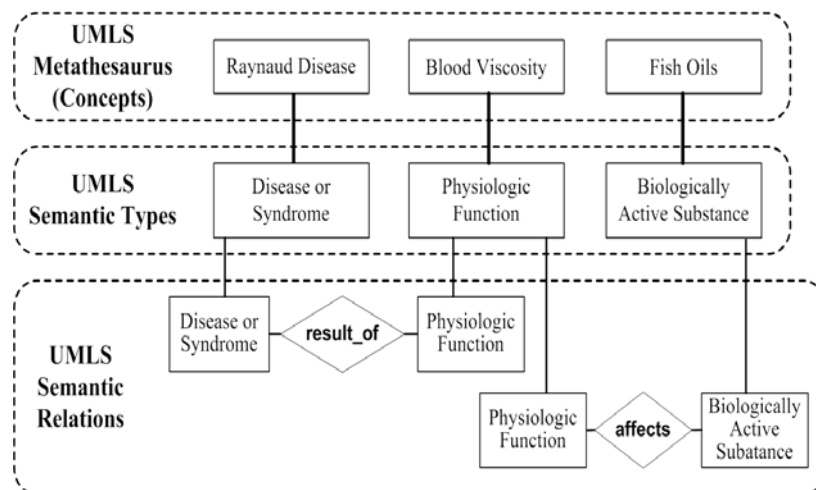 UMLS
Metathesaurus
(Concepts)
Raynaud Disease
Blood Viscosity
Fish Oils
UMLS
Semantic Types
Disease or
Syndrome
Physiologic
Function
Biologically
Active Substance
UMLS
Semantic
Relations
Disease or
Syndrome
result_of
Physiologic
Function
Physiologic
Function
affects
Biologically
Active
Subatance